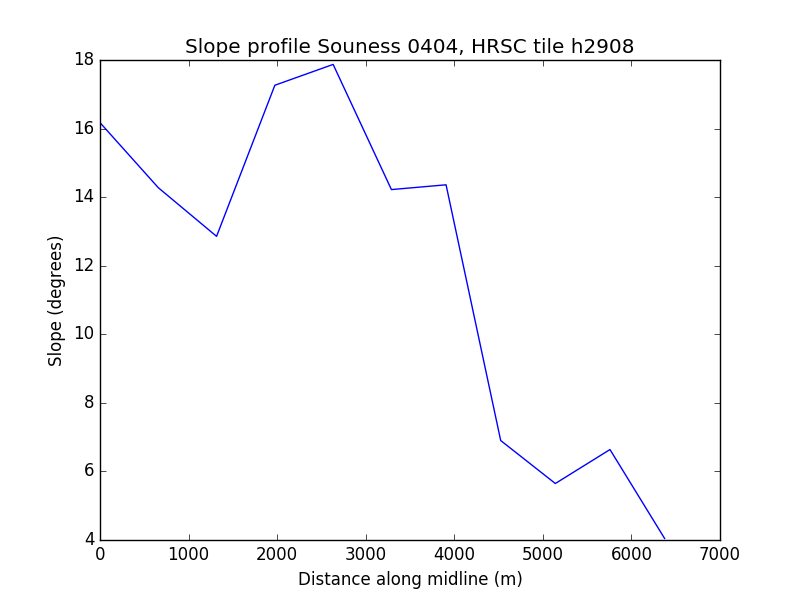 Slope profile Souness 0404, HRSC tile h2908
18
16
14
12
10
8
6
4
Slope (degrees)
0 1000 2000 3000 4000 5000 6000 7000
Distance along midline (m)